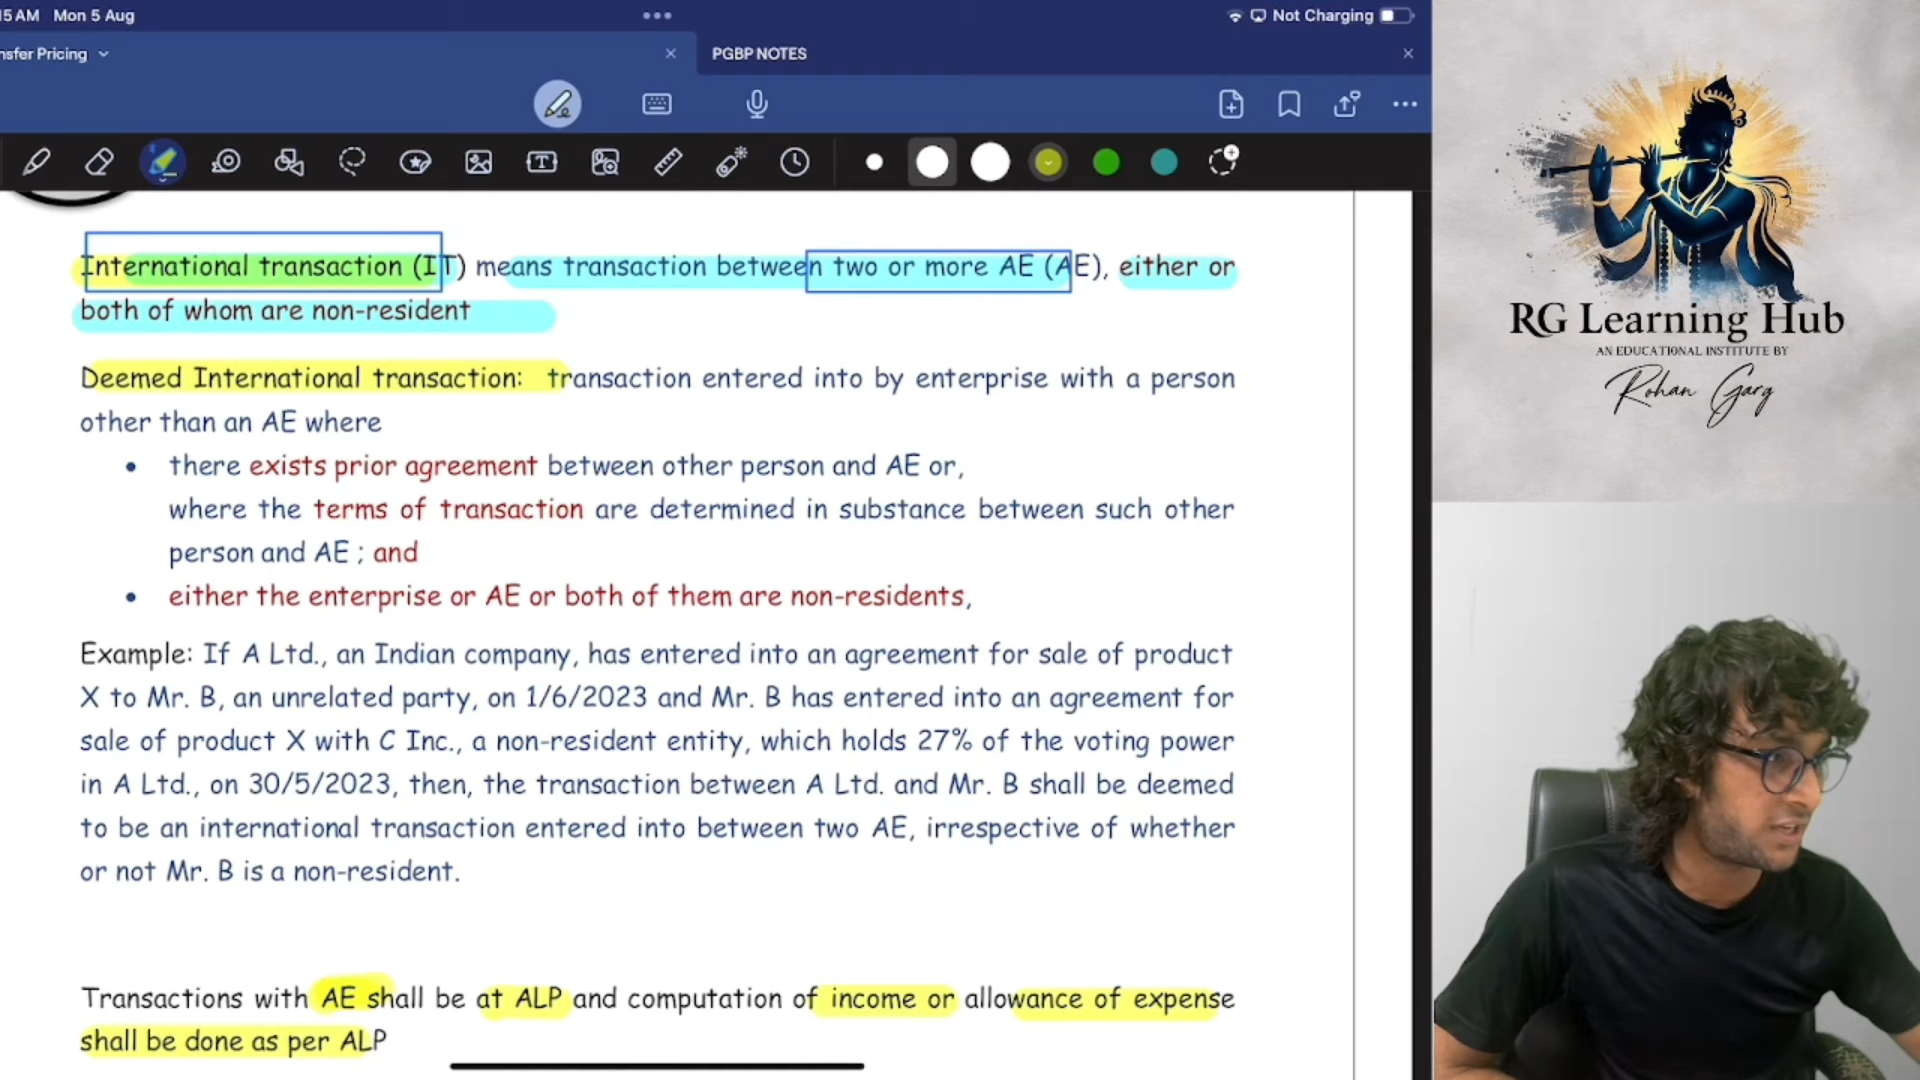 15 AM Mon 5 Aug
Not Charging
nsfer Pricing
PGBP NOTES
International transaction (IT) means transaction between two or more AE (AE), either or
both of whom are non-resident
Deemed International transaction: transaction entered into by enterprise with a person
other than an AE where
• there exists prior agreement between other person and AE or,
where the terms of transaction are determined in substance between such other
person and AE ; and
• either the enterprise or AE or both of them are non-residents,
Example: If A Ltd., an Indian company, has entered into an agreement for sale of product
X to Mr. B, an unrelated party, on 1/6/2023 and Mr. B has entered into an agreement for
sale of product X with C Inc., a non-resident entity, which holds 27% of the voting power
in A Ltd., on 30/5/2023, then, the transaction between A Ltd. and Mr. B shall be deemed
to be an international transaction entered into between two AE, irrespective of whether
or not Mr. B is a non-resident.
Transactions with AE shall be at ALP and computation of income or allowance of expense
shall be done as per ALP
RG Learning Hub
AN EDUCATIONAL INSTITUTE BY
Rohan Garg